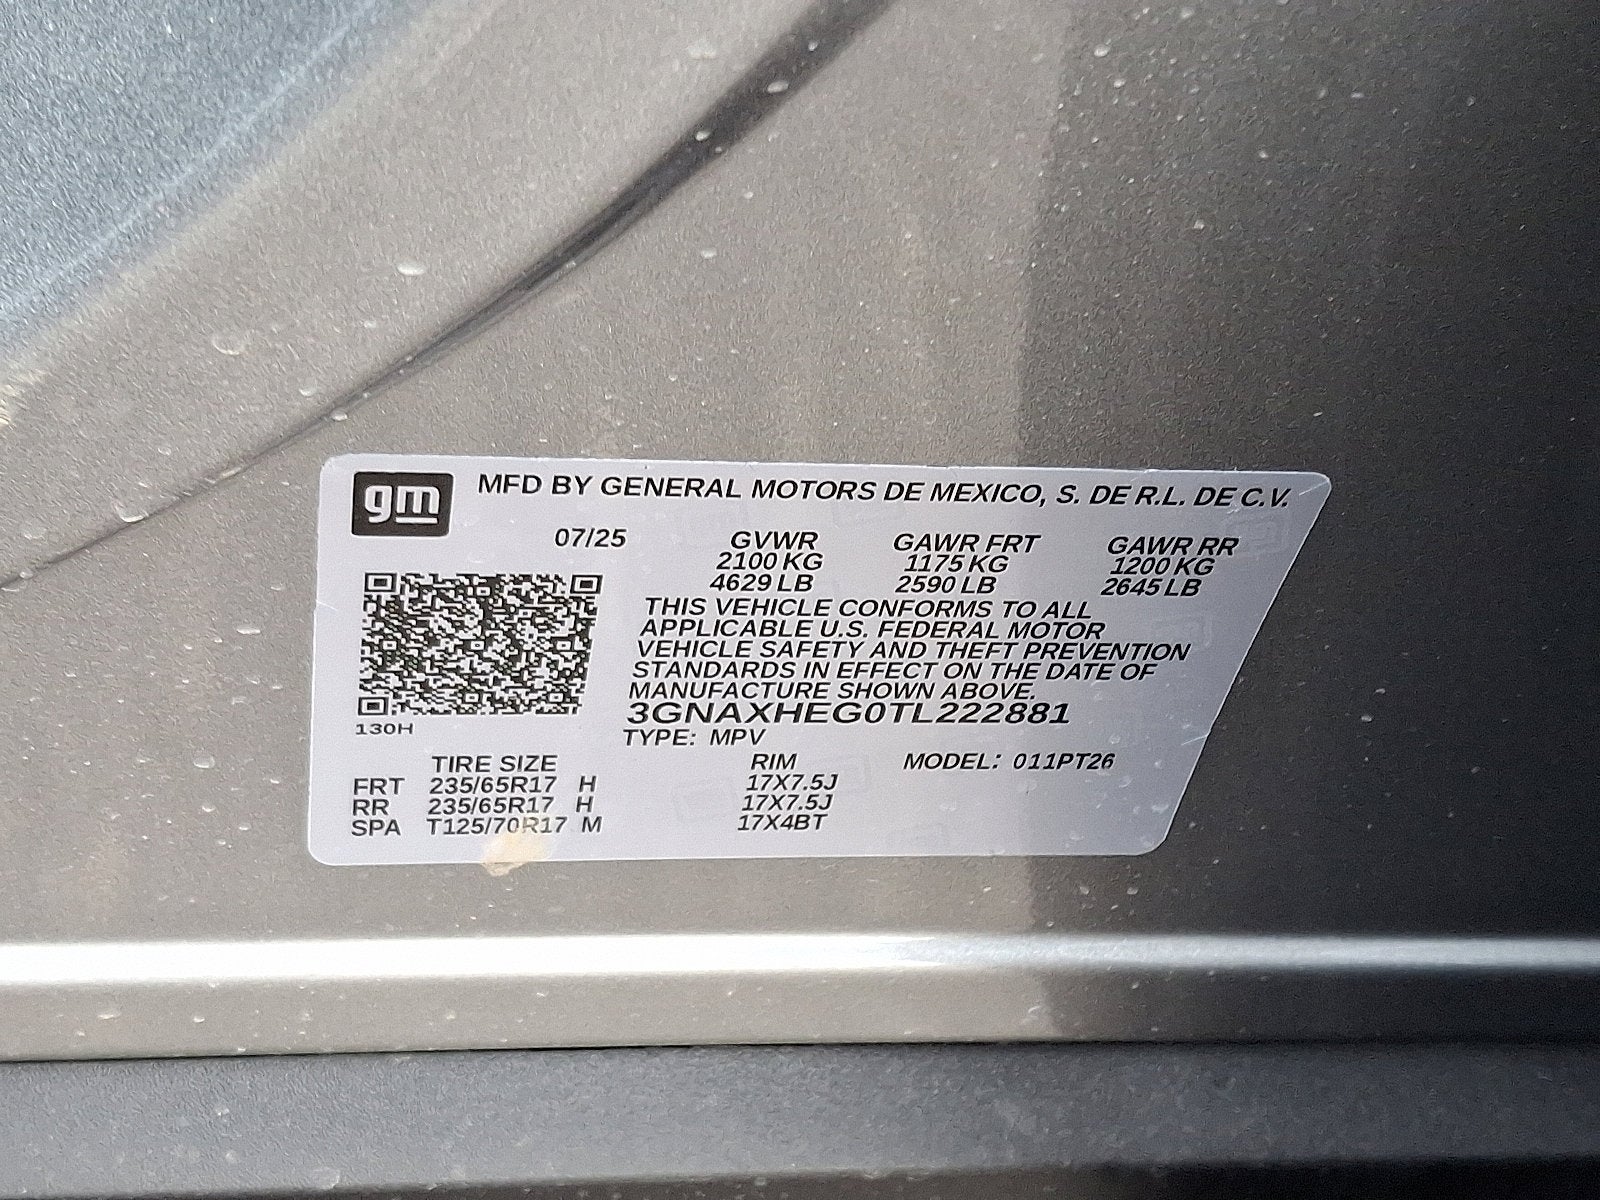 gm MFD BY GENERAL MOTORS DE MEXICO, S. DE R.L. DE C.V.
07/25 GVWR GAWR FRT GAWR RR
2100 KG 1175 KG 1200 KG
4629 LB 2590 LB 2645 LB
THIS VEHICLE CONFORMS TO ALL
APPLICABLE U.S. FEDERAL MOTOR
VEHICLE SAFETY AND THEFT PREVENTION
STANDARDS IN EFFECT ON THE DATE OF
MANUFACTURE SHOWN ABOVE.
3GNAXHEG0TL222881
130H
TYPE: MPV
TIRE SIZE RIM MODEL: 011PT26
FRT 235/65R17 H 17X7.5J
RR 235/65R17 H 17X7.5J
SPA T125/70R17 M 17X4BT